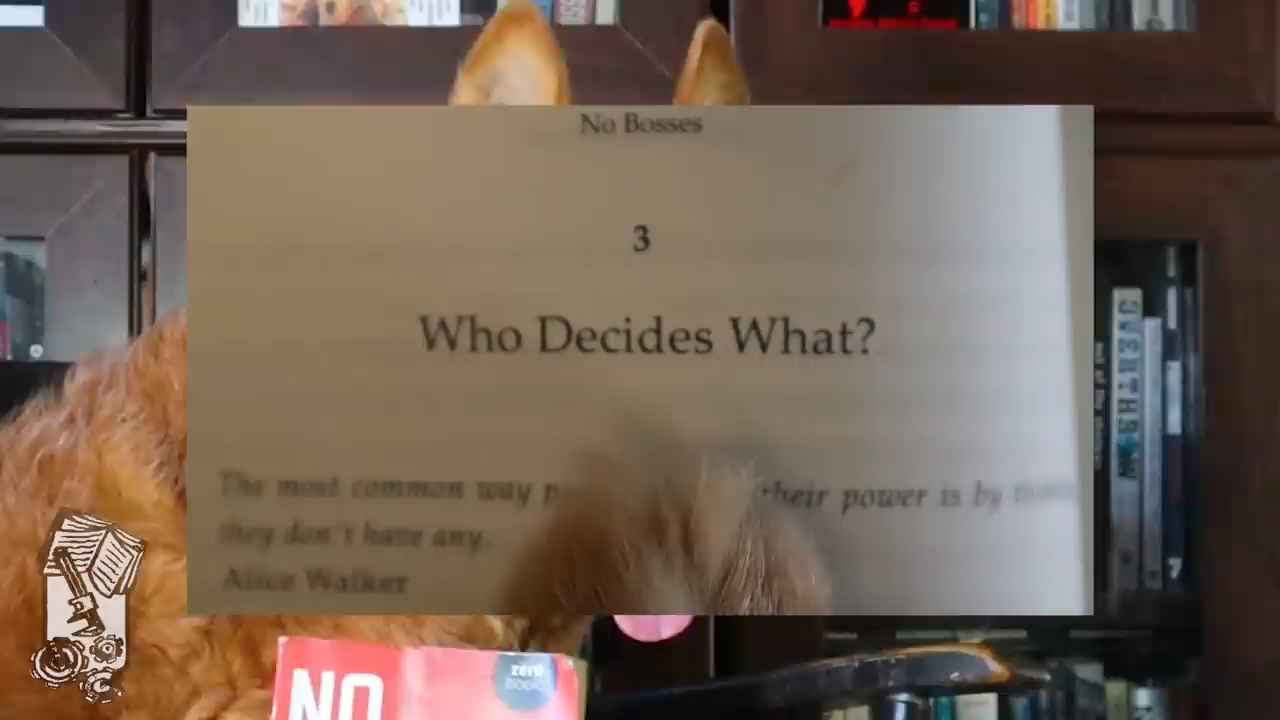 No Bosses
3
Who Decides What?
The most common way their power is by
they don't have any.
Alice Walker
NO
zero
books